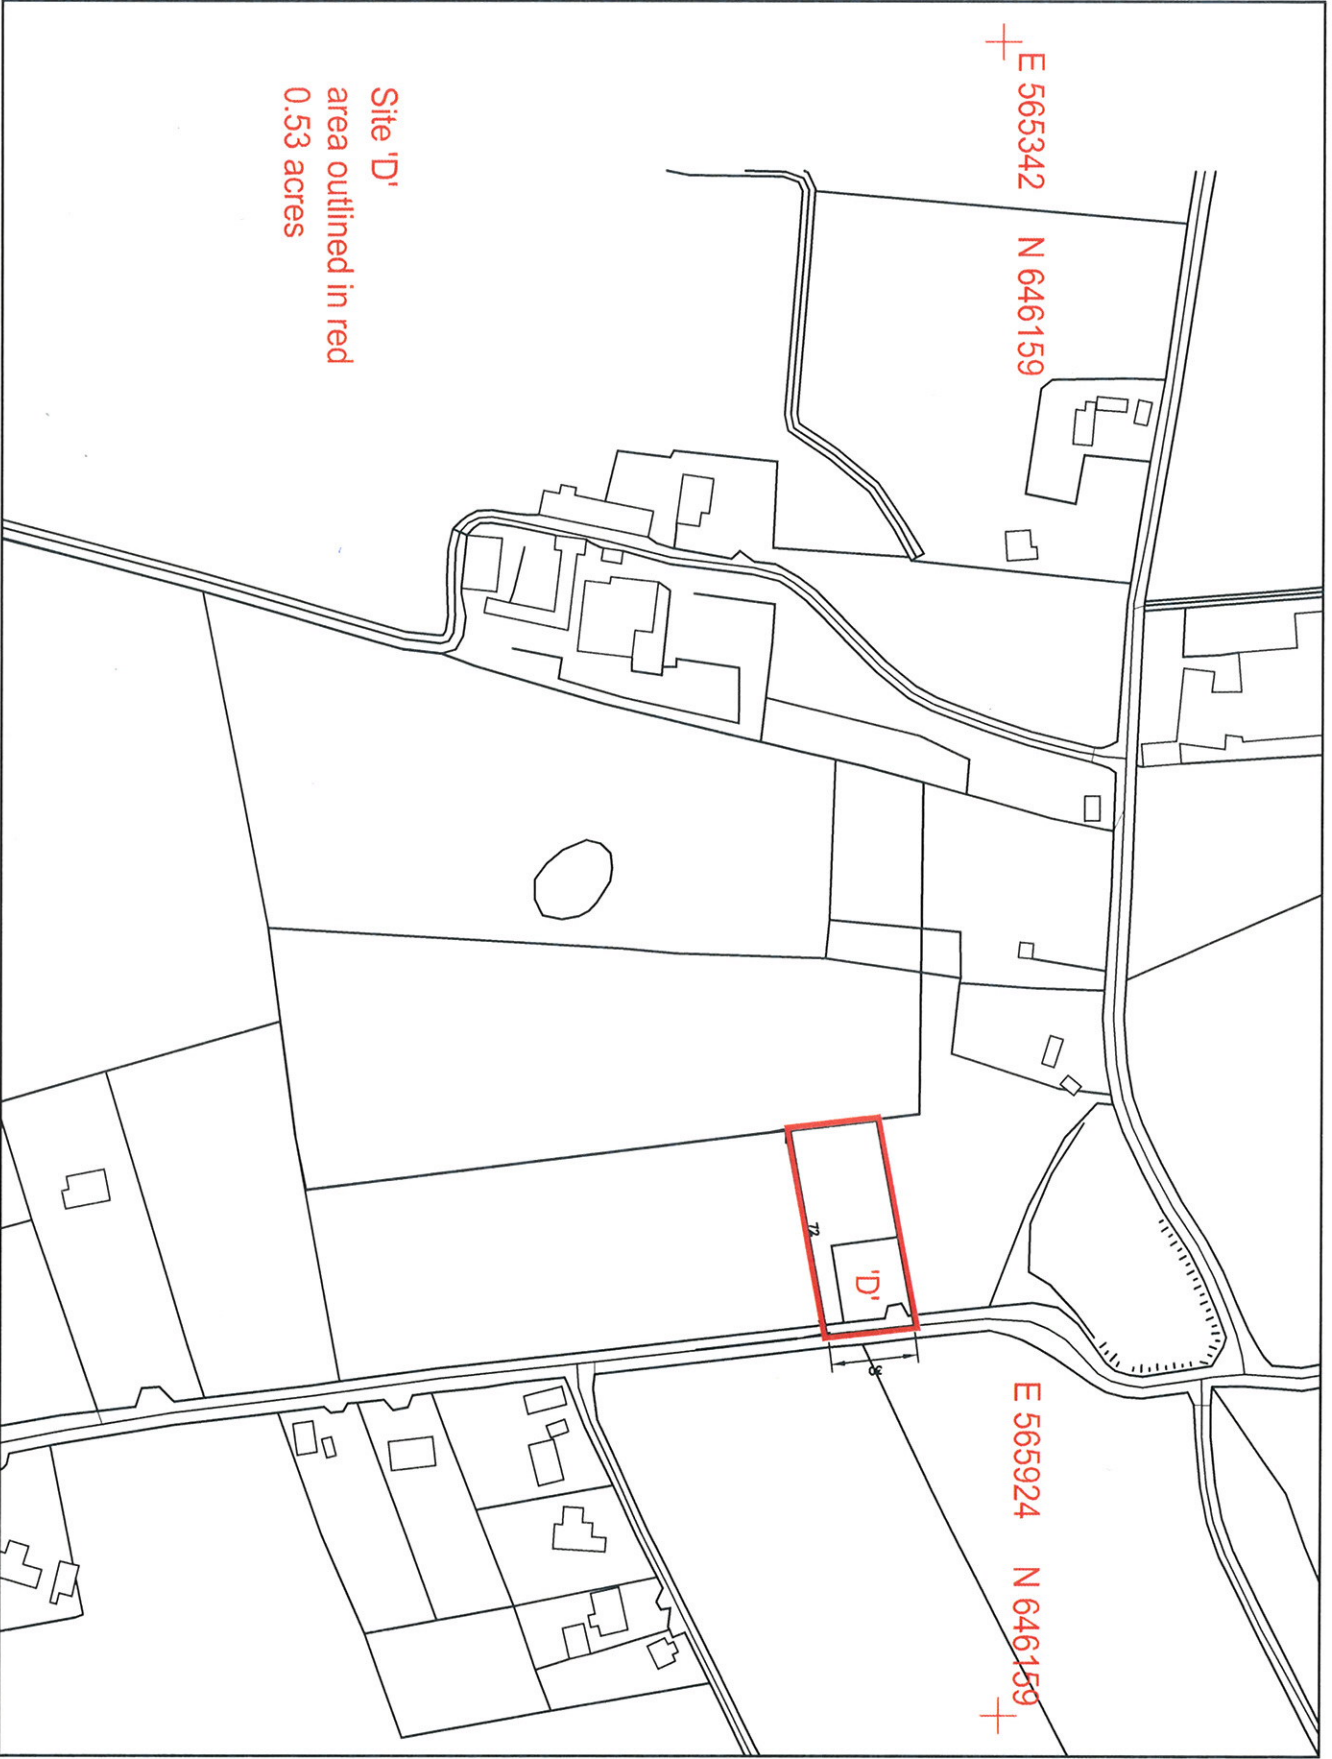 E 565342 N 646159
E 565924 N 646159
Site 'D'
area outlined in red
0.53 acres
'D'
72
30